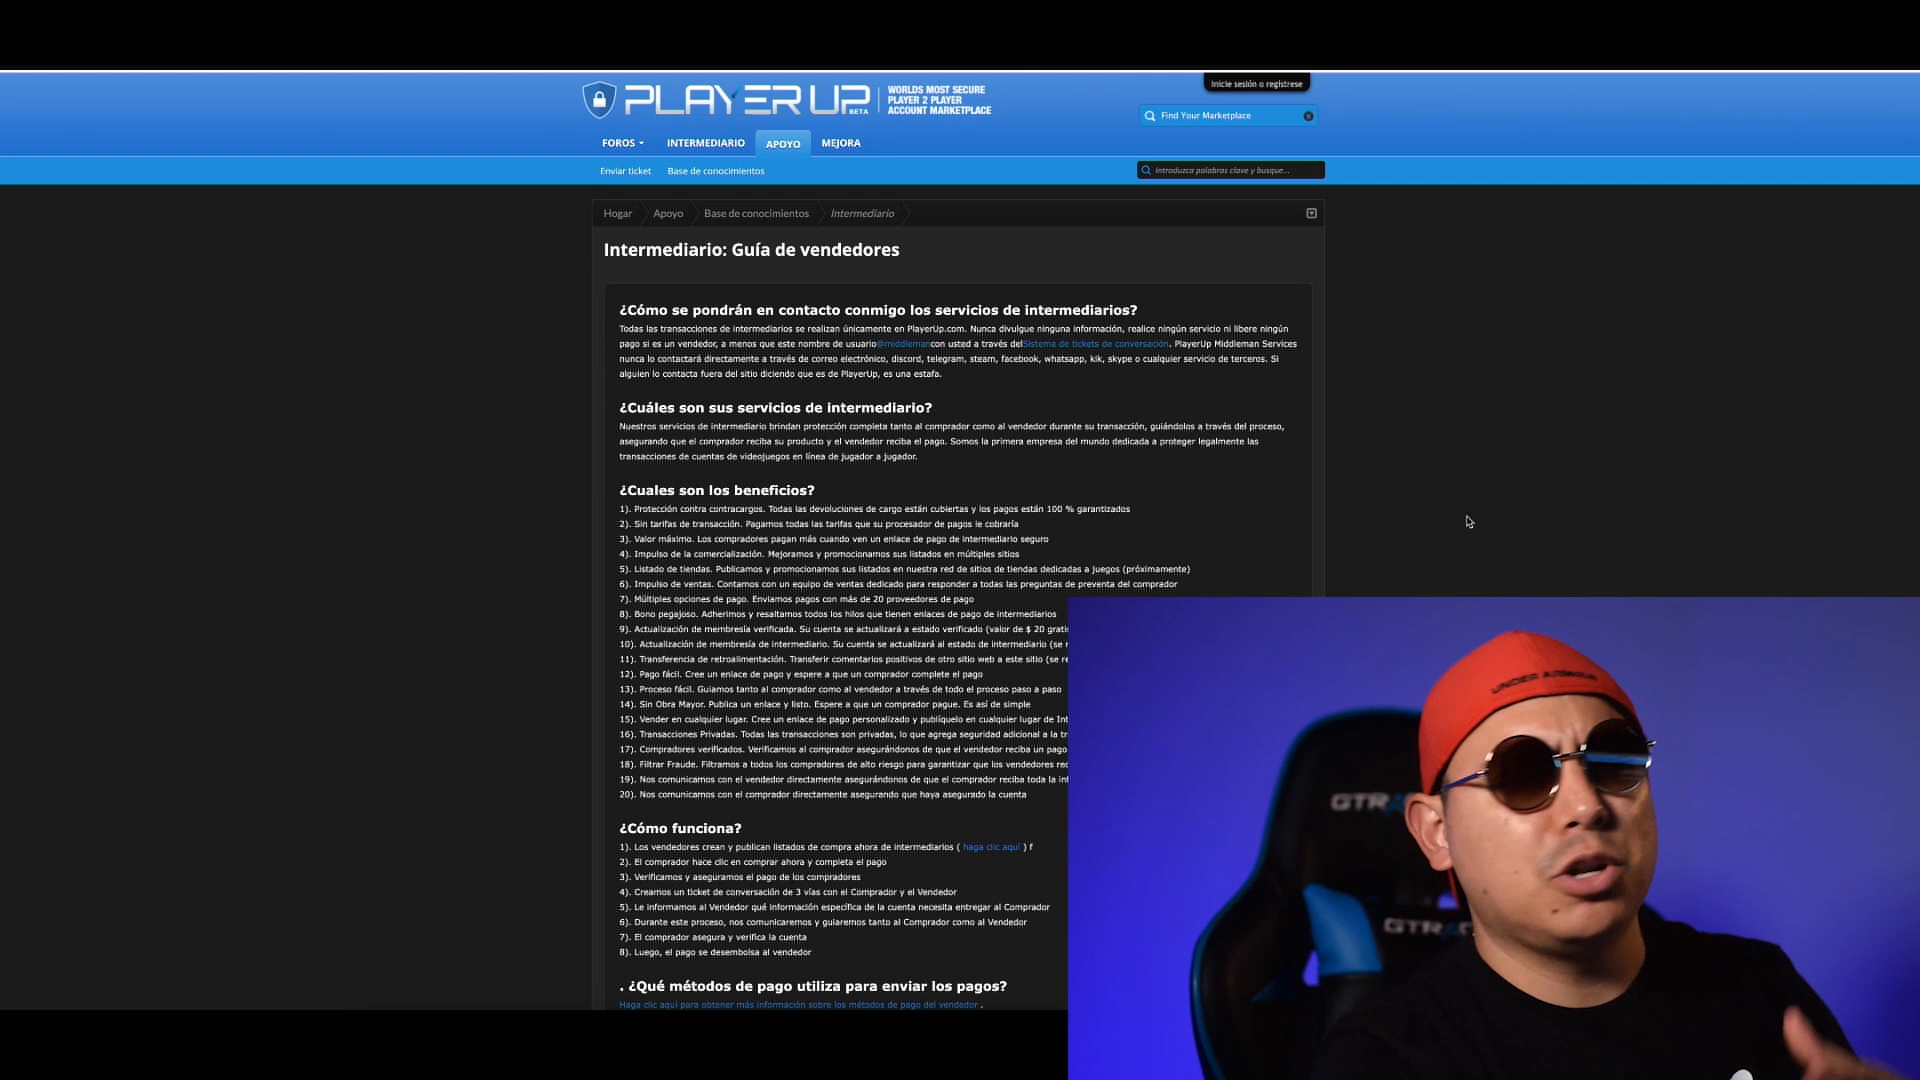 Inicie sesión o regístrese
PLAYERUP BETA
WORLDS MOST SECURE
PLAYER 2 PLAYER
ACCOUNT MARKETPLACE
Find Your Marketplace
FOROS INTERMEDIARIO APOYO MEJORA
Enviar ticket Base de conocimientos
Introduzca palabras clave y busque...
Hogar Apoyo Base de conocimientos Intermediario
Intermediario: Guía de vendedores
¿Cómo se pondrán en contacto conmigo los servicios de intermediarios?
Todas las transacciones de intermediarios se realizan únicamente en PlayerUp.com. Nunca divulgue ninguna información, realice ningún servicio ni libere ningún
pago si es un vendedor, a menos que este nombre de usuario@middlemancon usted a través delSistema de tickets de conversación. PlayerUp Middleman Services
nunca lo contactará directamente a través de correo electrónico, discord, telegram, steam, facebook, whatsapp, kik, skype o cualquier servicio de terceros. Si
alguien lo contacta fuera del sitio diciendo que es de PlayerUp, es una estafa.
¿Cuáles son sus servicios de intermediario?
Nuestros servicios de intermediario brindan protección completa tanto al comprador como al vendedor durante su transacción, guiándolos a través del proceso,
asegurando que el comprador reciba su producto y el vendedor reciba el pago. Somos la primera empresa del mundo dedicada a proteger legalmente las
transacciones de cuentas de videojuegos en línea de jugador a jugador.
¿Cuales son los beneficios?
1). Protección contra contracargos. Todas las devoluciones de cargo están cubiertas y los pagos están 100 % garantizados
2). Sin tarifas de transacción. Pagamos todas las tarifas que su procesador de pagos le cobraría
3). Valor máximo. Los compradores pagan más cuando ven un enlace de pago de intermediario seguro
4). Impulso de la comercialización. Mejoramos y promocionamos sus listados en múltiples sitios
5). Listado de tiendas. Publicamos y promocionamos sus listados en nuestra red de sitios de tiendas dedicadas a juegos (próximamente)
6). Impulso de ventas. Contamos con un equipo de ventas dedicado para responder a todas las preguntas de preventa del comprador
7). Múltiples opciones de pago. Enviamos pagos con más de 20 proveedores de pago
8). Bono pegajoso. Adherimos y resaltamos todos los hilos que tienen enlaces de pago de intermediarios
9). Actualización de membresía verificada. Su cuenta se actualizará a estado verificado (valor de $ 20 gratis
10). Actualización de membresía de intermediario. Su cuenta se actualizará al estado de intermediario (se
11). Transferencia de retroalimentación. Transferir comentarios positivos de otro sitio web a este sitio (se re
12). Pago fácil. Cree un enlace de pago y espere a que un comprador complete el pago
13). Proceso fácil. Guiamos tanto al comprador como al vendedor a través de todo el proceso paso a paso
14). Sin Obra Mayor. Publica un enlace y listo. Espere a que un comprador pague. Es así de simple
15). Vender en cualquier lugar. Cree un enlace de pago personalizado y publíquelo en cualquier lugar de Int
16). Transacciones Privadas. Todas las transacciones son privadas, lo que agrega seguridad adicional a la tr
17). Compradores verificados. Verificamos al comprador asegurándonos de que el vendedor reciba un pago
18). Filtrar Fraude. Filtramos a todos los compradores de alto riesgo para garantizar que los vendedores rec
19). Nos comunicamos con el vendedor directamente asegurándonos de que el comprador reciba toda la inf
20). Nos comunicamos con el comprador directamente asegurando que haya asegurado la cuenta
¿Cómo funciona?
1). Los vendedores crean y publican listados de compra ahora de intermediarios ( haga clic aquí ) f
2). El comprador hace clic en comprar ahora y completa el pago
3). Verificamos y aseguramos el pago de los compradores
4). Creamos un ticket de conversación de 3 vías con el Comprador y el Vendedor
5). Le informamos al Vendedor qué información específica de la cuenta necesita entregar al Comprador
6). Durante este proceso, nos comunicaremos y guiaremos tanto al Comprador como al Vendedor
7). El comprador asegura y verifica la cuenta
8). Luego, el pago se desembolsa al vendedor
. ¿Qué métodos de pago utiliza para enviar los pagos?
Haga clic aquí para obtener más información sobre los métodos de pago del vendedor .
UNDER ARMOUR
GTR
GTR